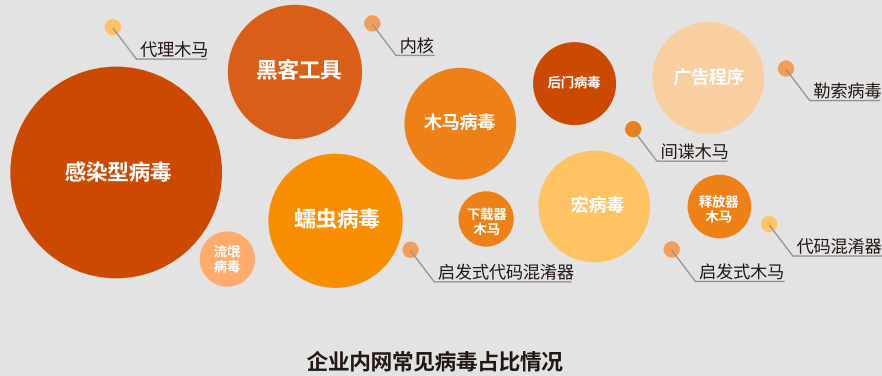 代理木马
黑客工具
内核
后门病毒
广告程序
勒索病毒
木马病毒
间谍木马
感染型病毒
蠕虫病毒
宏病毒
下载器
木马
释放器
木马
流氓
病毒
代码混淆器
启发式代码混淆器
启发式木马
企业内网常见病毒占比情况